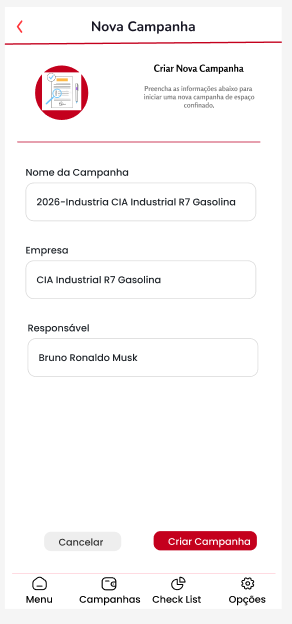 Nova Campanha
Criar Nova Campanha
Preencha as informações abaixo para
iniciar uma nova campanha de espaço
confinado.
Nome da Campanha
2026-Industria CIA Industrial R7 Gasolina
Empresa
CIA Industrial R7 Gasolina
Responsável
Bruno Ronaldo Musk
Cancelar
Criar Campanha
Menu
Campanhas
Check List
Opções